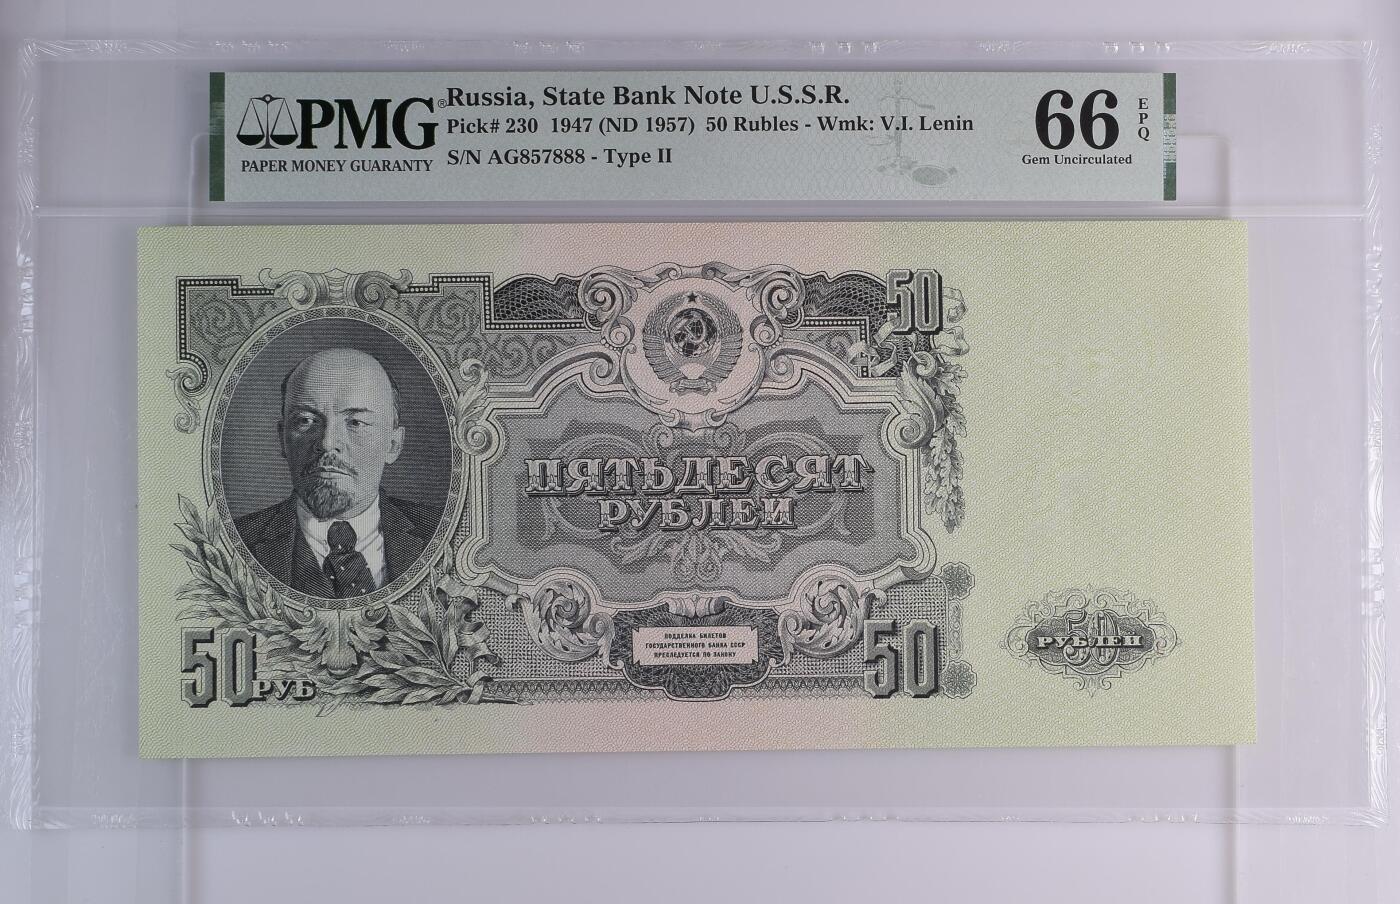 PMG®
PAPER MONEY GUARANTY
Russia, State Bank Note U.S.S.R.
Pick# 230 1947 (ND 1957) 50 Rubles - Wmk: V.I. Lenin
S/N AG857888 - Type II
66 EPQ
Gem Uncirculated
50
ПЯТЬДЕСЯТ
РУБЛЕЙ
ПОДДЕЛКА БИЛЕТОВ
ГОСУДАРСТВЕННОГО БАНКА СССР
ПРЕСЛЕДУЕТСЯ ПО ЗАКОНУ
50 РУБ
50
50
РУБЛЕЙ